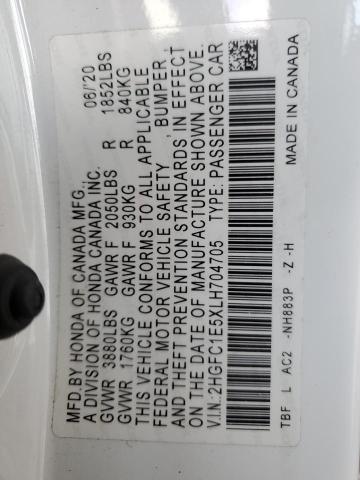 MFD. BY HONDA OF CANADA MFG.,
A DIVISION OF HONDA CANADA INC. 06/'20
GVWR 3880LBS GAWR F 2050LBS R 1852LBS
GVWR 1760KG GAWR F 930KG R 840KG
THIS VEHICLE CONFORMS TO ALL APPLICABLE
FEDERAL MOTOR VEHICLE SAFETY, BUMPER,
AND THEFT PREVENTION STANDARDS IN EFFECT
ON THE DATE OF MANUFACTURE SHOWN ABOVE.
V.I.N.:2HGFC1E5XLH704705 TYPE: PASSENGER CAR
TBF L AC2 -NH883P -Z -H MADE IN CANADA